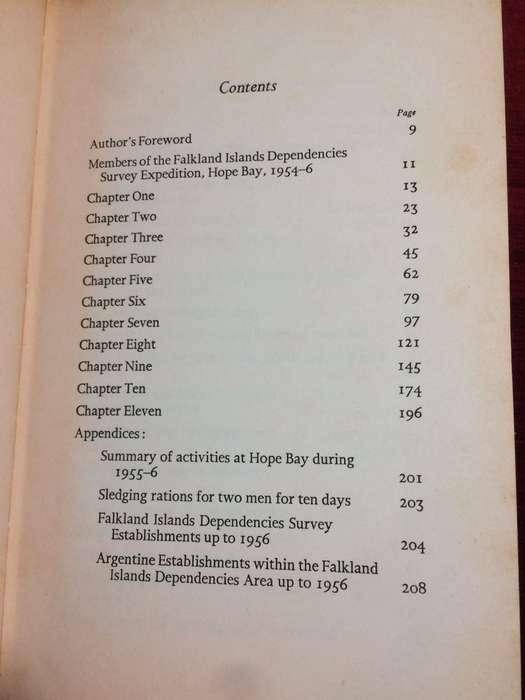 Contents
Page
Author's Foreword 9
Members of the Falkland Islands Dependencies
Survey Expedition, Hope Bay, 1954–6 11
Chapter One 13
Chapter Two 23
Chapter Three 32
Chapter Four 45
Chapter Five 62
Chapter Six 79
Chapter Seven 97
Chapter Eight 121
Chapter Nine 145
Chapter Ten 174
Chapter Eleven 196
Appendices:
Summary of activities at Hope Bay during
1955–6 201
Sledging rations for two men for ten days 203
Falkland Islands Dependencies Survey
Establishments up to 1956 204
Argentine Establishments within the Falkland
Islands Dependencies Area up to 1956 208